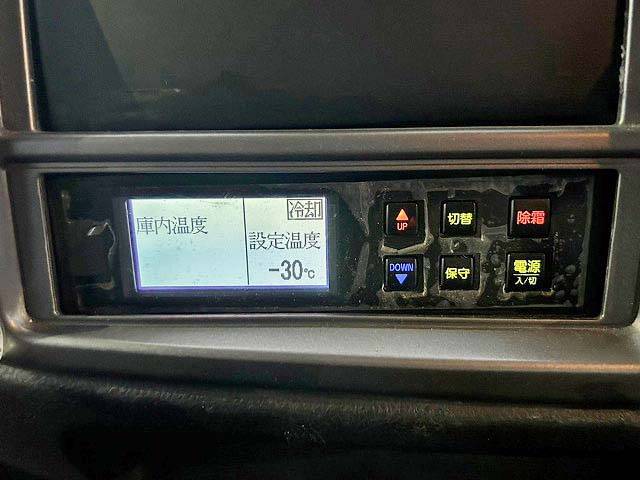 冷却
庫内温度
設定温度
-30℃
UP
切替
除霜
DOWN
保守
電源
入/切